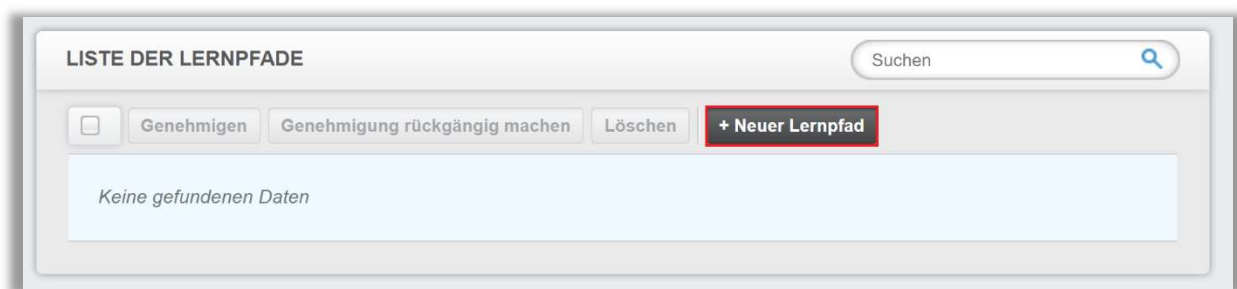 LISTE DER LERNPFADE
Suchen
Genehmigen Genehmigung rückgängig machen Löschen + Neuer Lernpfad
Keine gefundenen Daten